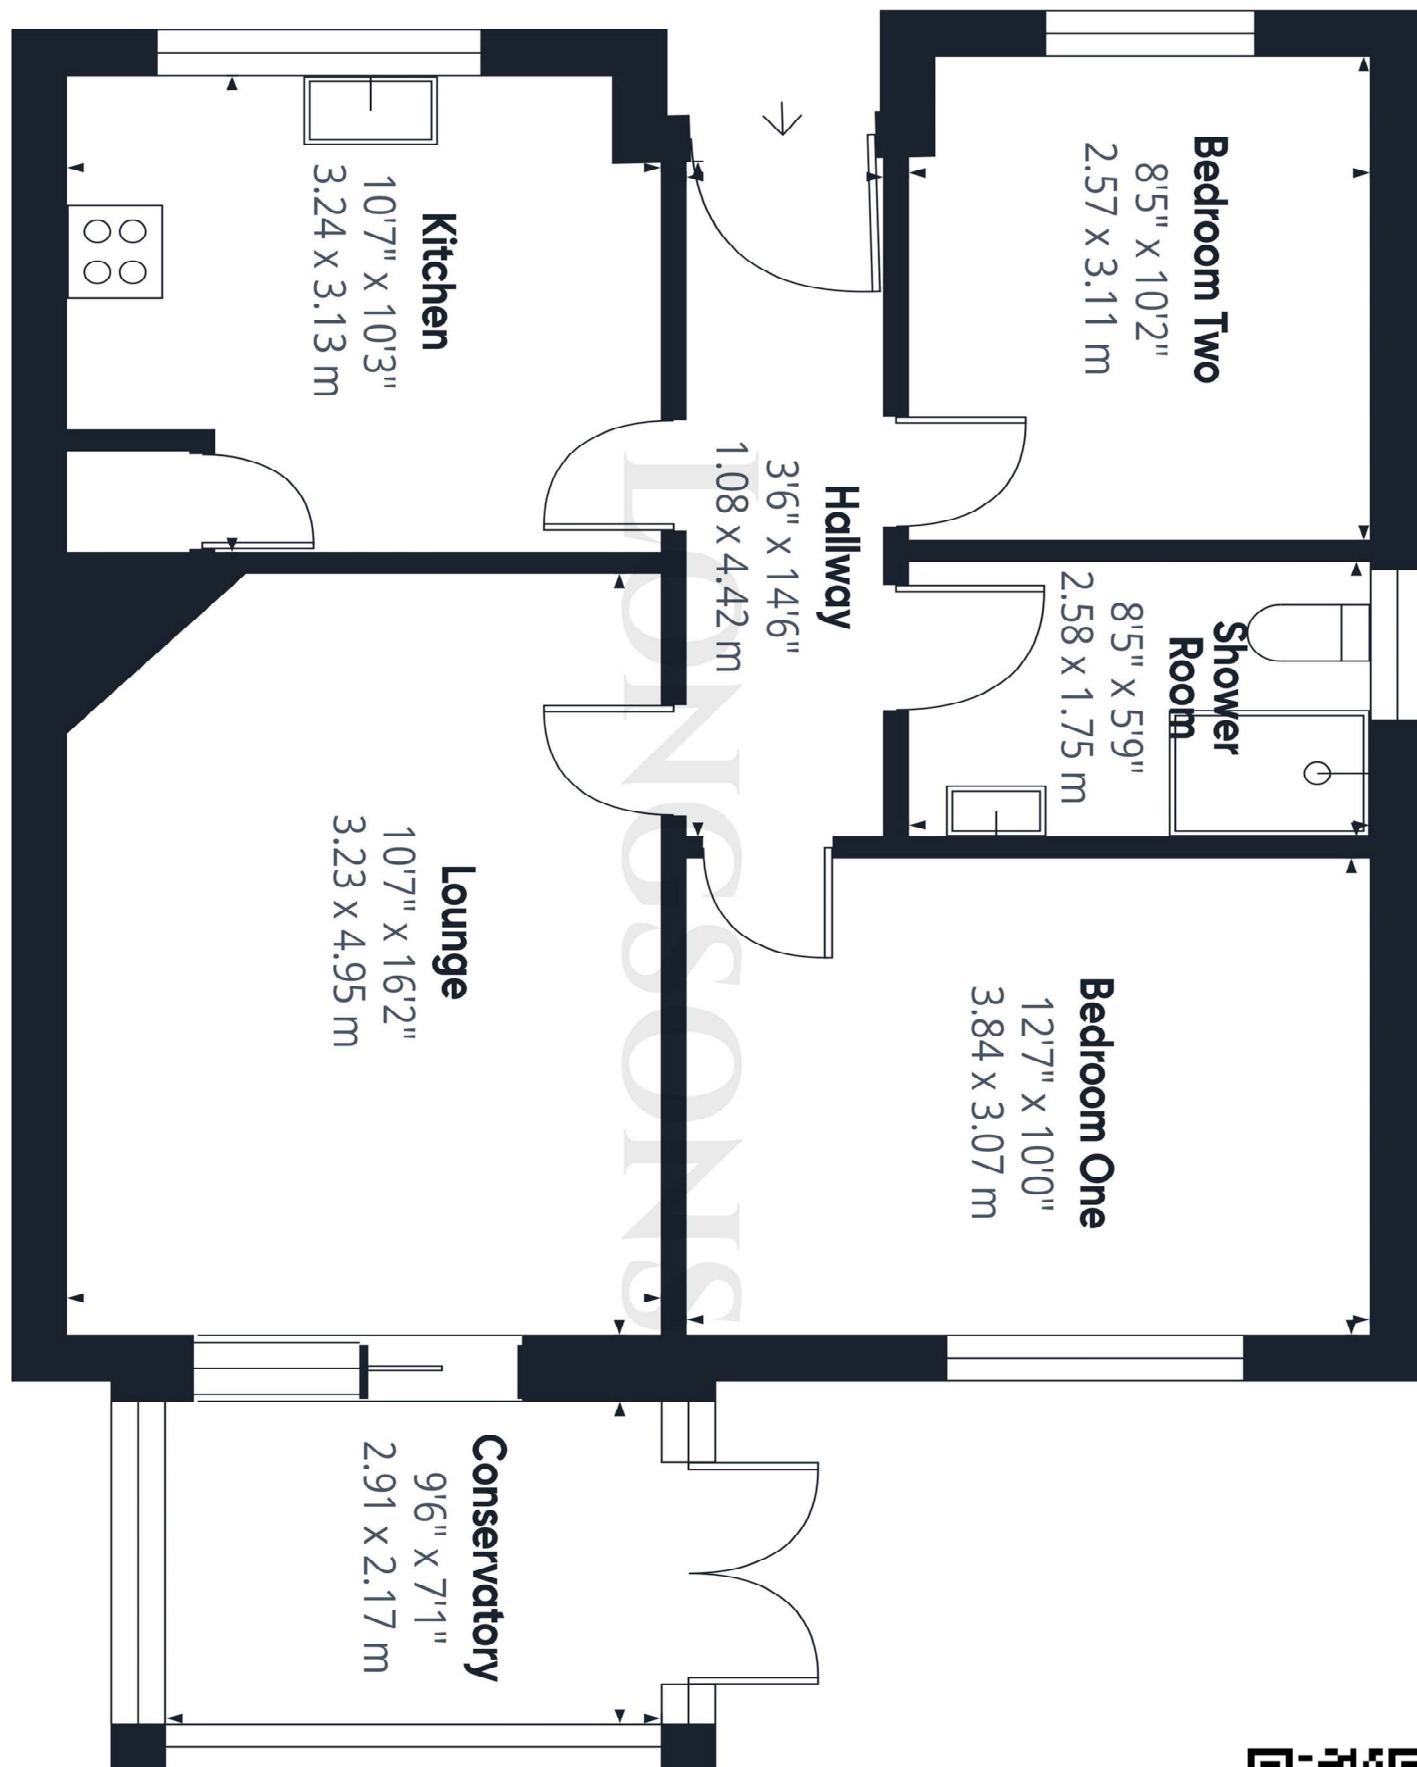 Bedroom Two
8'5" x 10'2"
2.57 x 3.11 m
Kitchen
10'7" x 10'3"
3.24 x 3.13 m
Hallway
3'6" x 14'6"
1.08 x 4.42 m
Shower
Room
8'5" x 5'9"
2.58 x 1.75 m
Lounge
10'7" x 16'2"
3.23 x 4.95 m
Bedroom One
12'7" x 10'0"
3.84 x 3.07 m
Conservatory
9'6" x 7'1"
2.91 x 2.17 m
LONGSONS